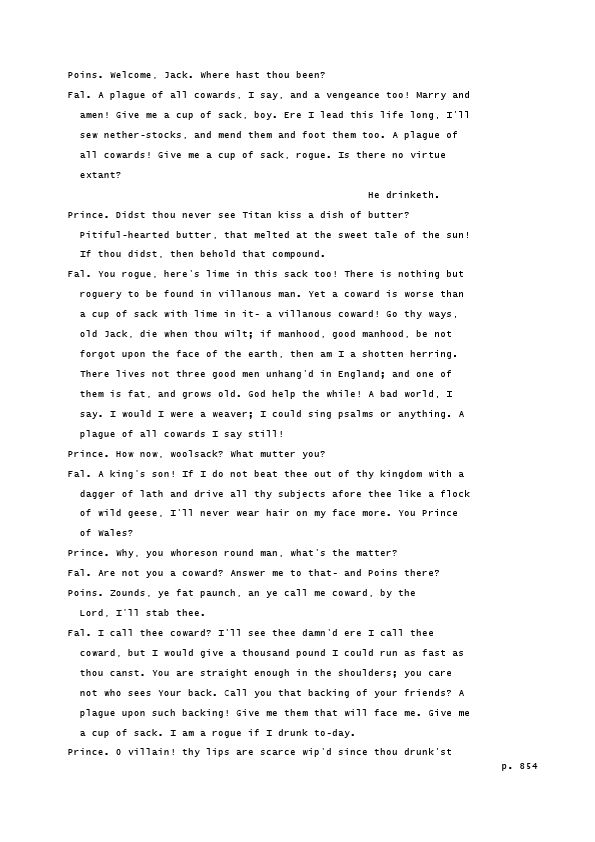 Poins. Welcome, Jack. Where hast thou been?
Fal. A plague of all cowards, I say, and a vengeance too! Marry and
amen! Give me a cup of sack, boy. Ere I lead this life long, I'll
sew nether-stocks, and mend them and foot them too. A plague of
all cowards! Give me a cup of sack, rogue. Is there no virtue
extant?
He drinketh.
Prince. Didst thou never see Titan kiss a dish of butter?
Pitiful-hearted butter, that melted at the sweet tale of the sun!
If thou didst, then behold that compound.
Fal. You rogue, here's lime in this sack too! There is nothing but
roguery to be found in villanous man. Yet a coward is worse than
a cup of sack with lime in it- a villanous coward! Go thy ways,
old Jack, die when thou wilt; if manhood, good manhood, be not
forgot upon the face of the earth, then am I a shotten herring.
There lives not three good men unhang'd in England; and one of
them is fat, and grows old. God help the while! A bad world, I
say. I would I were a weaver; I could sing psalms or anything. A
plague of all cowards I say still!
Prince. How now, woolsack? What mutter you?
Fal. A king's son! If I do not beat thee out of thy kingdom with a
dagger of lath and drive all thy subjects afore thee like a flock
of wild geese, I'll never wear hair on my face more. You Prince
of Wales?
Prince. Why, you whoreson round man, what's the matter?
Fal. Are not you a coward? Answer me to that- and Poins there?
Poins. Zounds, ye fat paunch, an ye call me coward, by the
Lord, I'll stab thee.
Fal. I call thee coward? I'll see thee damn'd ere I call thee
coward, but I would give a thousand pound I could run as fast as
thou canst. You are straight enough in the shoulders; you care
not who sees Your back. Call you that backing of your friends? A
plague upon such backing! Give me them that will face me. Give me
a cup of sack. I am a rogue if I drunk to-day.
Prince. O villain! thy lips are scarce wip'd since thou drunk'st
p. 854